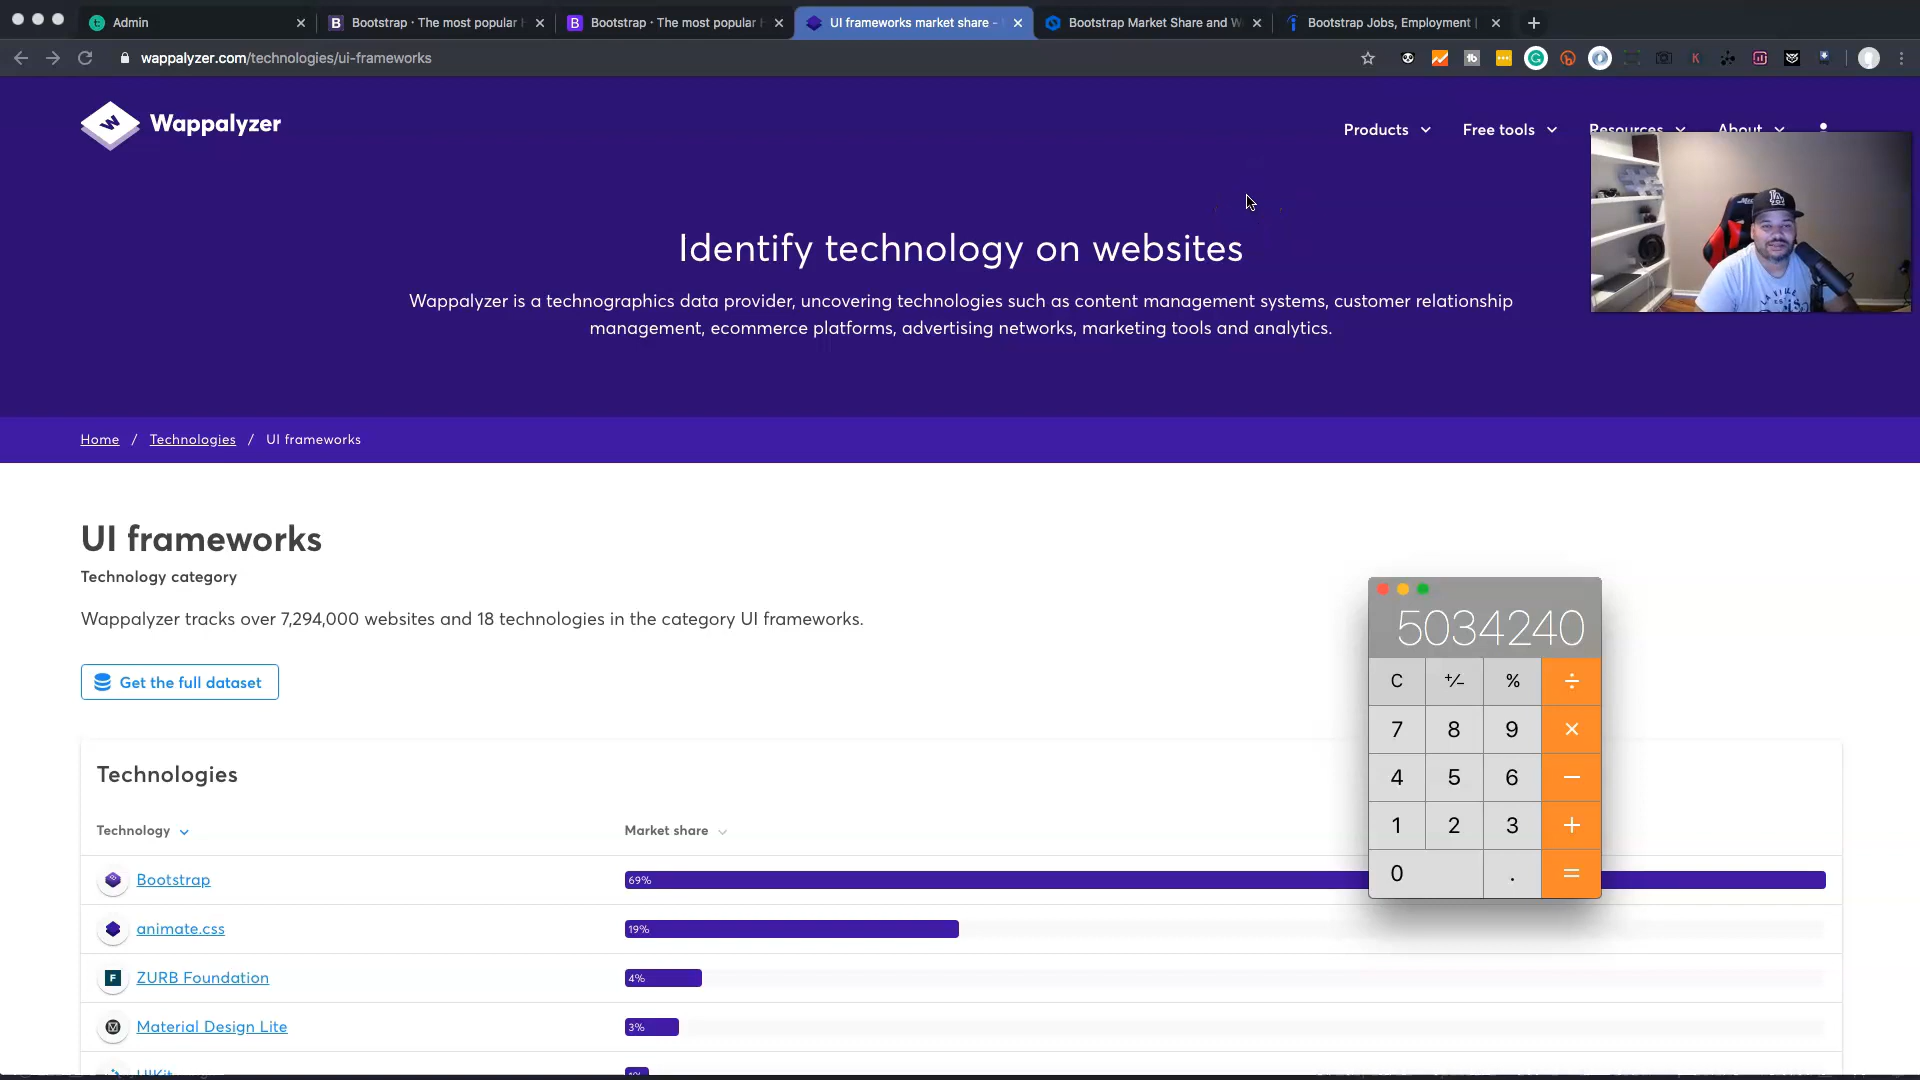 Admin
Bootstrap · The most popular H
Bootstrap · The most popular H
UI frameworks market share -
Bootstrap Market Share and W
Bootstrap Jobs, Employment |
wappalyzer.com/technologies/ui-frameworks
Wappalyzer
Products
Free tools
Resources
About
Identify technology on websites
Wappalyzer is a technographics data provider, uncovering technologies such as content management systems, customer relationship
management, ecommerce platforms, advertising networks, marketing tools and analytics.
Home / Technologies / UI frameworks
UI frameworks
Technology category
Wappalyzer tracks over 7,294,000 websites and 18 technologies in the category UI frameworks.
Get the full dataset
5034240
C +/− % ÷
7 8 9 ×
4 5 6 −
1 2 3 +
0 . =
Technologies
Technology Market share
Bootstrap 69%
animate.css 19%
ZURB Foundation 4%
Material Design Lite 3%
UIKit 1%